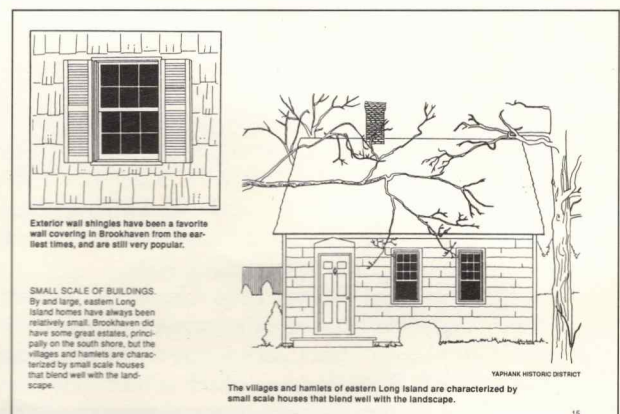 Exterior wall shingles have been a favorite
wall covering in Brookhaven from the ear-
liest times, and are still very popular.
SMALL SCALE OF BUILDINGS.
By and large, eastern Long
Island homes have always been
relatively small. Brookhaven did
have some great estates, princi-
pally on the south shore, but the
villages and hamlets are charac-
terized by small scale houses
that blend well with the land-
scape.
YAPHANK HISTORIC DISTRICT
The villages and hamlets of eastern Long Island are characterized by
small scale houses that blend well with the landscape.
15